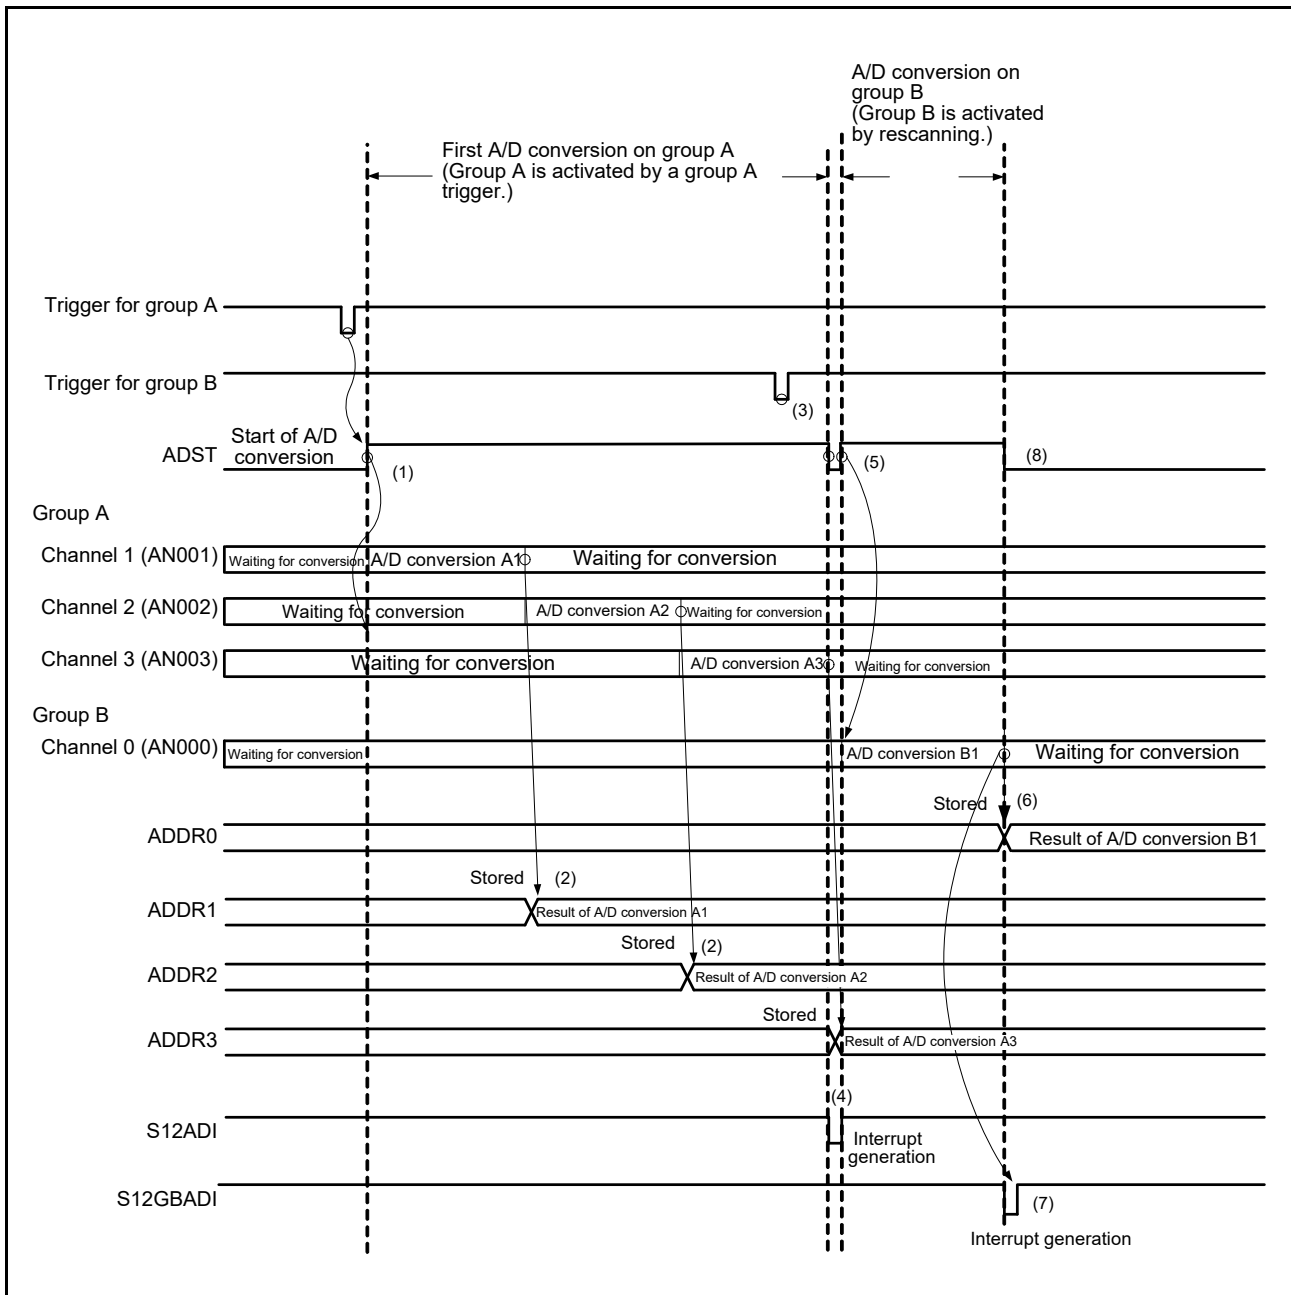 A/D conversion on
group B
(Group B is activated
by rescanning.)
First A/D conversion on group A
(Group A is activated by a group A
trigger.)
Trigger for group A
Trigger for group B
(3)
ADST
Start of A/D
conversion
(1)
(5)
(8)
Group A
Channel 1 (AN001)
Waiting for conversion
A/D conversion A1
Waiting for conversion
Channel 2 (AN002)
Waiting for conversion
A/D conversion A2
Waiting for conversion
Channel 3 (AN003)
Waiting for conversion
A/D conversion A3
Waiting for conversion
Group B
Channel 0 (AN000)
Waiting for conversion
A/D conversion B1
Waiting for conversion
Stored
(6)
ADDR0
Result of A/D conversion B1
Stored
(2)
ADDR1
Result of A/D conversion A1
Stored
(2)
ADDR2
Result of A/D conversion A2
Stored
ADDR3
Result of A/D conversion A3
(4)
S12ADI
Interrupt
generation
S12GBADI
(7)
Interrupt generation